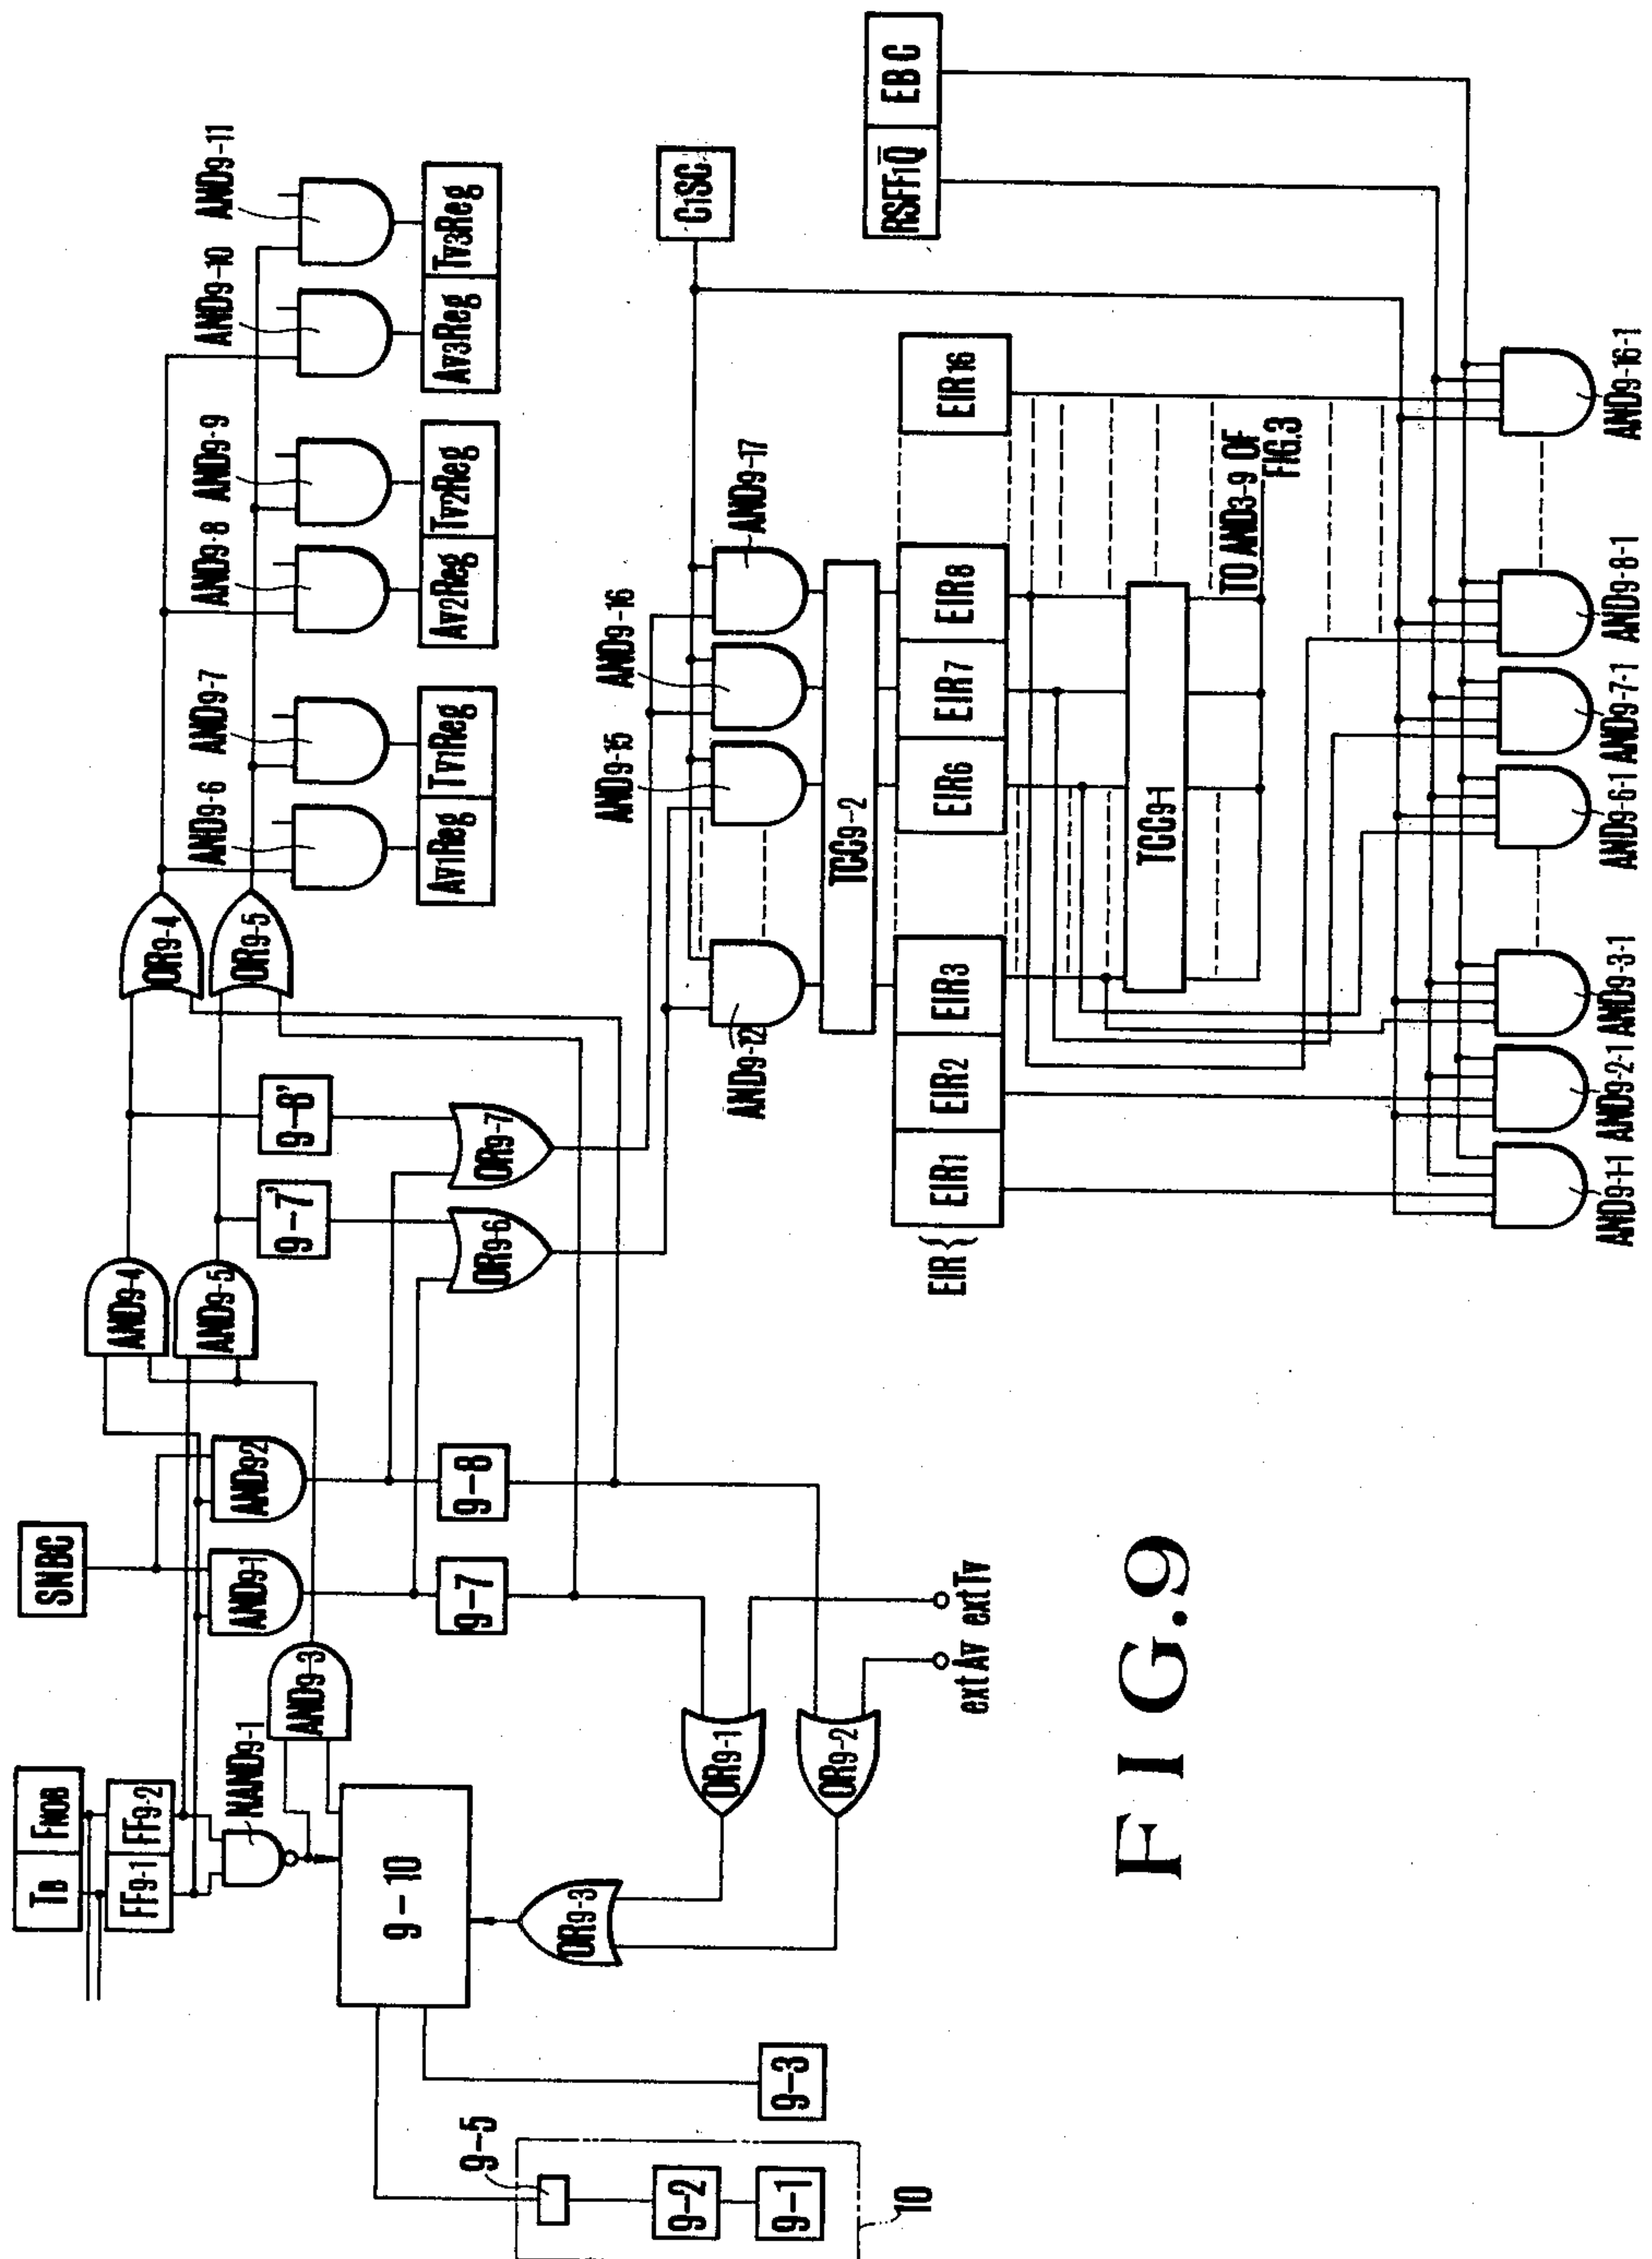 TB
FNOB
FF9-1
FF9-2
NAND9-1
SNBC
AND9-1
AND9-2
AND9-3
AND9-4
AND9-5
9-7
9-8
9-7'
9-8'
9-10
OR9-1
OR9-2
OR9-3
OR9-4
OR9-5
OR9-6
OR9-7
extAv
extTv
9-3
9-5
9-2
9-1
10
AND9-6
AND9-7
AND9-8
AND9-9
AND9-10
AND9-11
Av1Reg
Tv1Reg
Av2Reg
Tv2Reg
Av3Reg
Tv3Reg
C1SC
RSFF1Q̅
EBC
AND9-12
AND9-15
AND9-16
AND9-17
TCC9-2
EIR{
EIR1
EIR2
EIR3
EIR6
EIR7
EIR8
EIR16
TCC9-1
TO AND3-9 OF
FIG.3
AND9-1-1
AND9-2-1
AND9-3-1
AND9-6-1
AND9-7-1
AND9-8-1
AND9-16-1
FIG.9